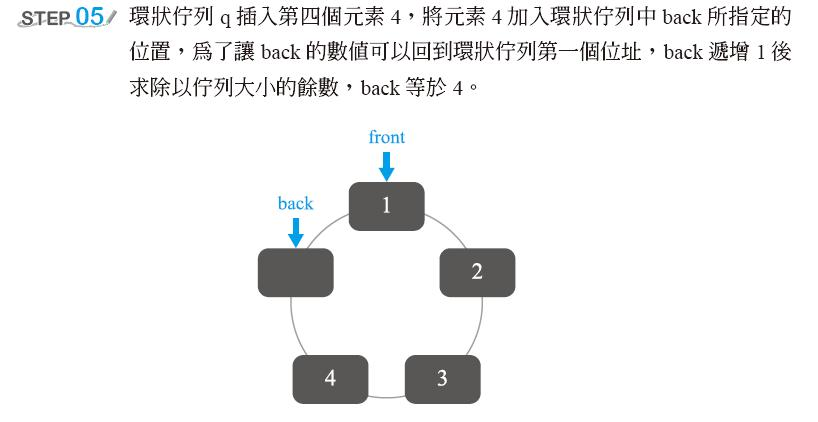 STEP 05 環狀佇列 q 插入第四個元素 4，將元素 4 加入環狀佇列中 back 所指定的
位置，為了讓 back 的數值可以回到環狀佇列第一個位址，back 遞增 1 後
求除以佇列大小的餘數，back 等於 4。
front
1
back
2
4
3